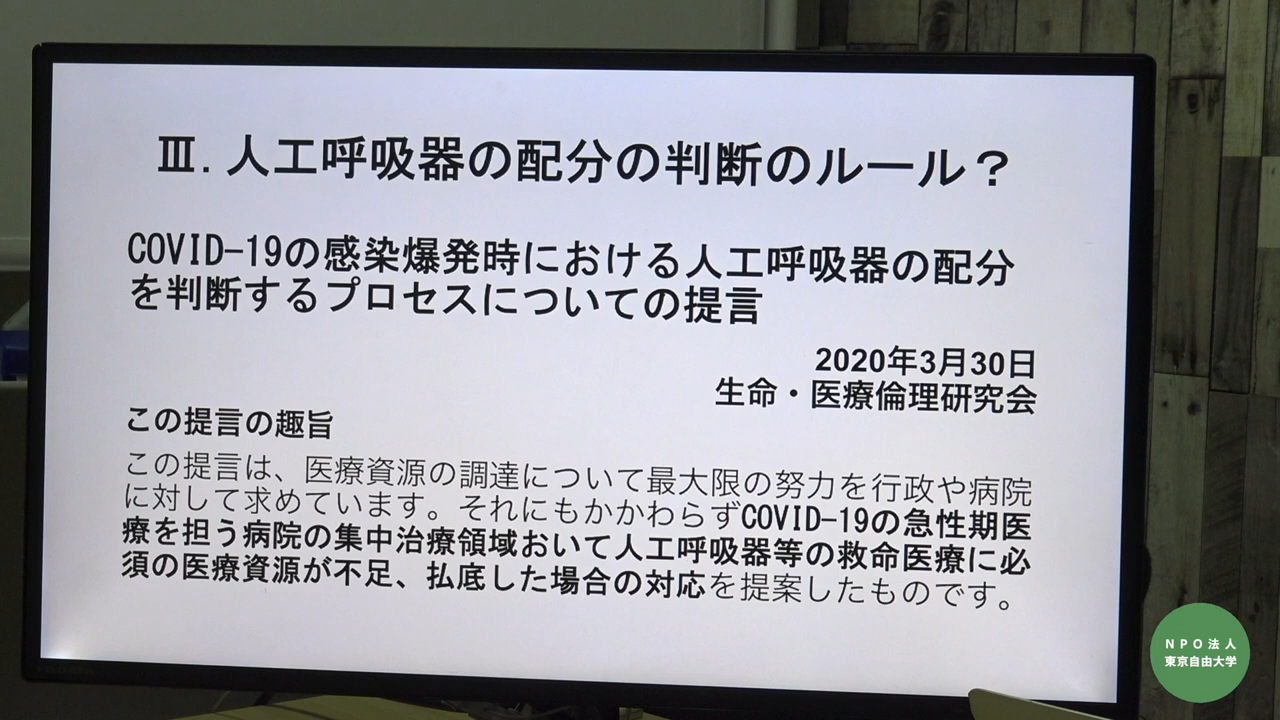 Ⅲ. 人工呼吸器の配分の判断のルール？
COVID-19の感染爆発時における人工呼吸器の配分
を判断するプロセスについての提言
2020年3月30日
生命・医療倫理研究会
この提言の趣旨
この提言は、医療資源の調達について最大限の努力を行政や病院
に対して求めています。それにもかかわらずCOVID-19の急性期医
療を担う病院の集中治療領域おいて人工呼吸器等の救命医療に必
須の医療資源が不足、払底した場合の対応を提案したものです。
NPO法人
東京自由大学